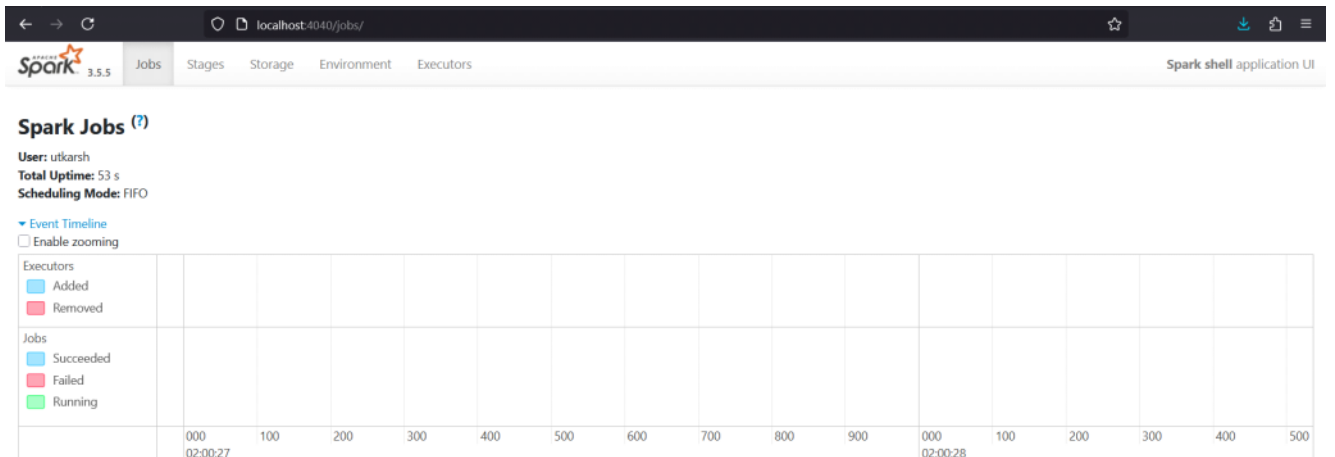 localhost:4040/jobs/
APACHE
Spark 3.5.5 Jobs Stages Storage Environment Executors Spark shell application UI
Spark Jobs (?)
User: utkarsh
Total Uptime: 53 s
Scheduling Mode: FIFO
Event Timeline
Enable zooming
Executors
Added
Removed
Jobs
Succeeded
Failed
Running
000 100 200 300 400 500 600 700 800 900 000 100 200 300 400 500
02:00:27 02:00:28